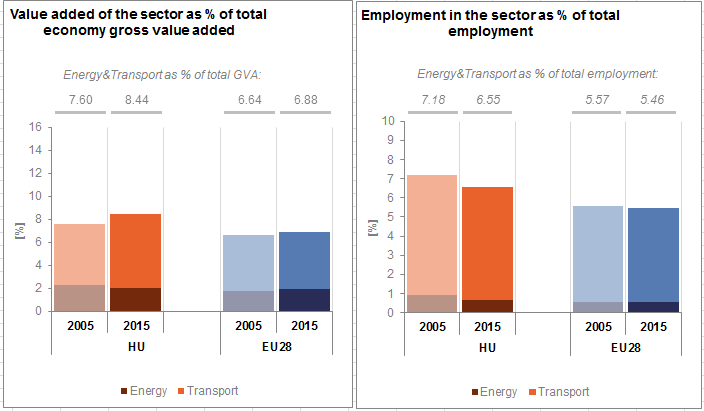 Value added of the sector as % of total
economy gross value added
Energy&Transport as % of total GVA:
7.60 8.44 6.64 6.88
16
14
12
10
8
6
4
2
0
[%]
2005 2015 2005 2015
HU EU28
Energy Transport
Employment in the sector as % of total
employment
Energy&Transport as % of total employment:
7.18 6.55 5.57 5.46
10
9
8
7
6
5
4
3
2
1
0
[%]
2005 2015 2005 2015
HU EU28
Energy Transport